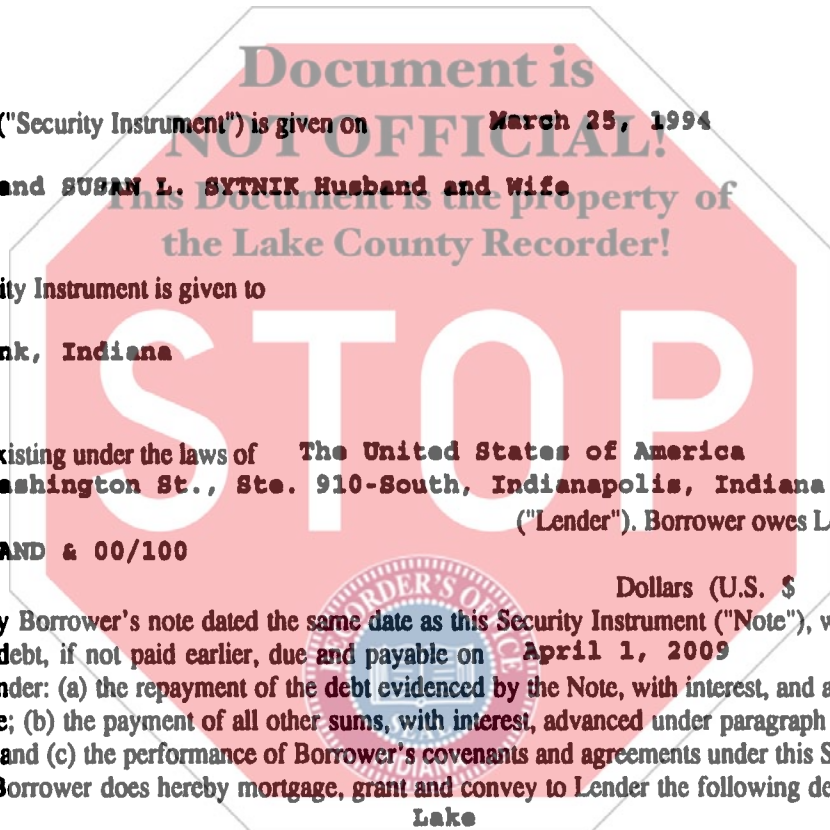 Document is
("Security Instrument") is given on March 25, 1994
NOT OFFICIAL!
and SUSAN L. SYTNIK Husband and Wife
This Document is the property of
the Lake County Recorder!
ity Instrument is given to
STOP
nk, Indiana
xisting under the laws of The United States of America
ashington St., Ste. 910-South, Indianapolis, Indiana
("Lender"). Borrower owes L
AND & 00/100
Dollars (U.S. $
RECORDER'S OFFICE
y Borrower's note dated the same date as this Security Instrument ("Note"), w
debt, if not paid earlier, due and payable on April 1, 2009
nder: (a) the repayment of the debt evidenced by the Note, with interest, and a
e; (b) the payment of all other sums, with interest, advanced under paragraph
SEAL
and (c) the performance of Borrower's covenants and agreements under this S
INDIANA
Borrower does hereby mortgage, grant and convey to Lender the following de
Lake